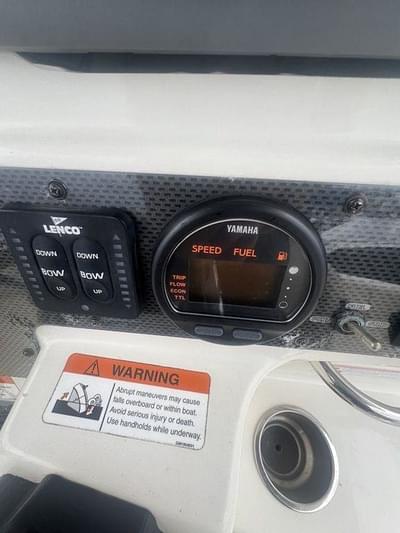 LENCO
DOWN DOWN
BOW BOW
UP UP
YAMAHA
SPEED FUEL
TRIP
FLOW
ECON
TTL
WARNING
Abrupt maneuvers may cause
falls overboard or within boat.
Avoid serious injury or death.
Use handholds while underway.